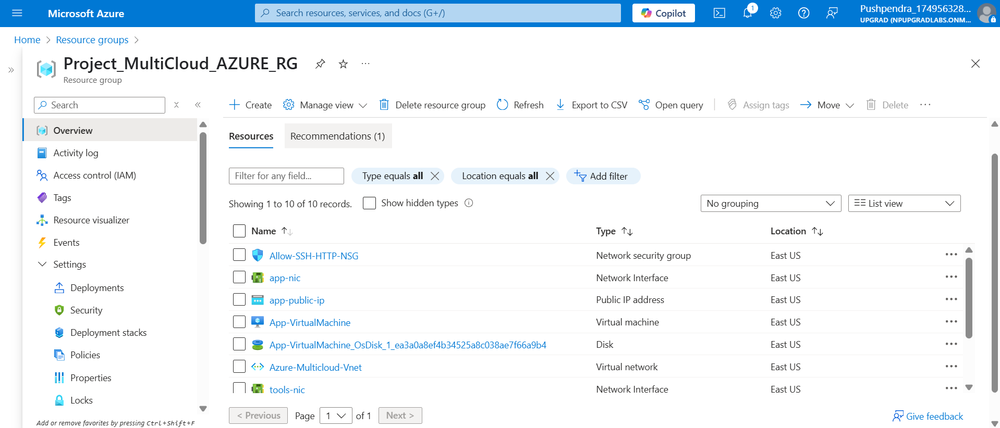 Microsoft Azure
Search resources, services, and docs (G+/)
Copilot
1
Pushpendra_174956328...
UPGRAD (NPUPGRADLABS.ONM...
Home > Resource groups >
Project_MultiCloud_AZURE_RG
Resource group
Search
Create
Manage view
Delete resource group
Refresh
Export to CSV
Open query
Assign tags
Move
Delete
Overview
Activity log
Access control (IAM)
Tags
Resource visualizer
Events
Settings
Deployments
Security
Deployment stacks
Policies
Properties
Locks
Add or remove favorites by pressing Ctrl+Shift+F
Resources
Recommendations (1)
Filter for any field...
Type equals all
Location equals all
Add filter
Showing 1 to 10 of 10 records.
Show hidden types
No grouping
List view
Name Type Location
Allow-SSH-HTTP-NSG Network security group East US
app-nic Network Interface East US
app-public-ip Public IP address East US
App-VirtualMachine Virtual machine East US
App-VirtualMachine_OsDisk_1_ea3a0a8ef4b34525a8c038ae7f66a9b4 Disk East US
Azure-Multicloud-Vnet Virtual network East US
tools-nic Network Interface East US
< Previous
Page 1 of 1
Next >
Give feedback